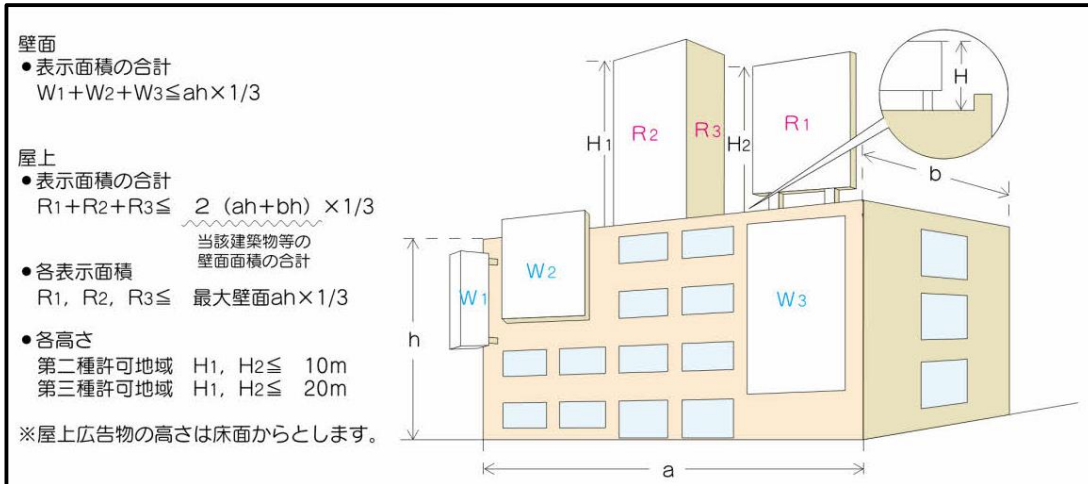 壁面
●表示面積の合計
W1+W2+W3≦ah×1/3
屋上
●表示面積の合計
R1+R2+R3≦ 2（ah+bh）×1/3
当該建築物等の
壁面面積の合計
●各表示面積
R1, R2, R3≦ 最大壁面ah×1/3
●各高さ
第二種許可地域 H1, H2≦ 10m
第三種許可地域 H1, H2≦ 20m
※屋上広告物の高さは床面からとします。
H
H1
R2
R3
H2
R1
b
W1
W2
W3
h
a